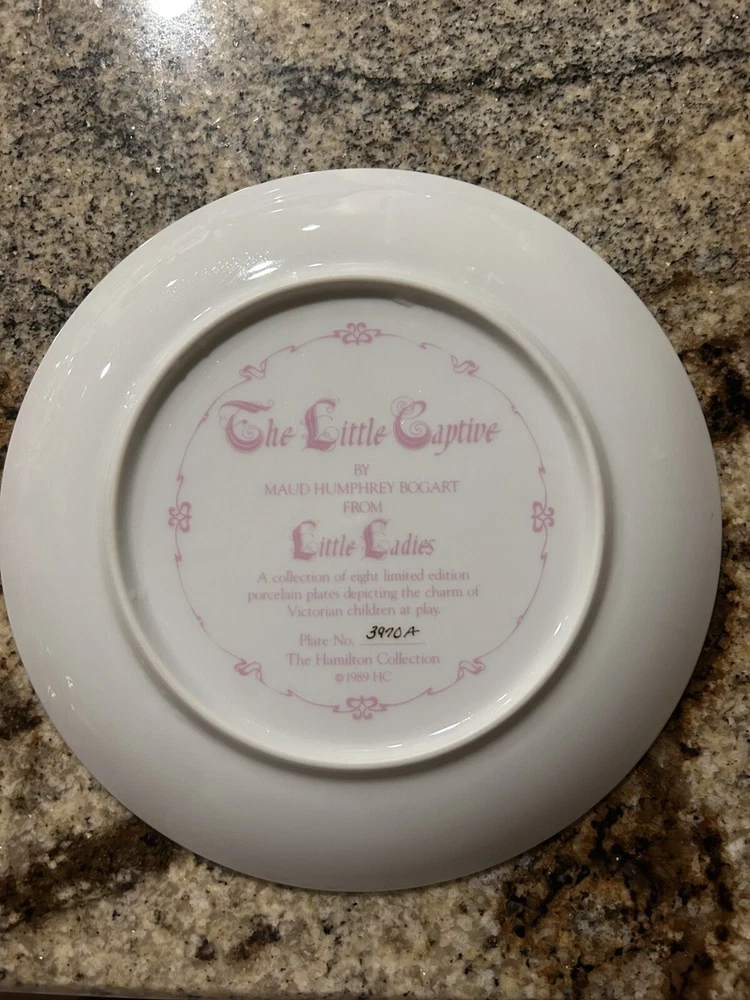 The Little Captive
BY
MAUD HUMPHREY BOGART
FROM
Little Ladies
A collection of eight limited edition
porcelain plates depicting the charm of
Victorian children at play.
Plate No. 3970A
The Hamilton Collection
©1989 HC